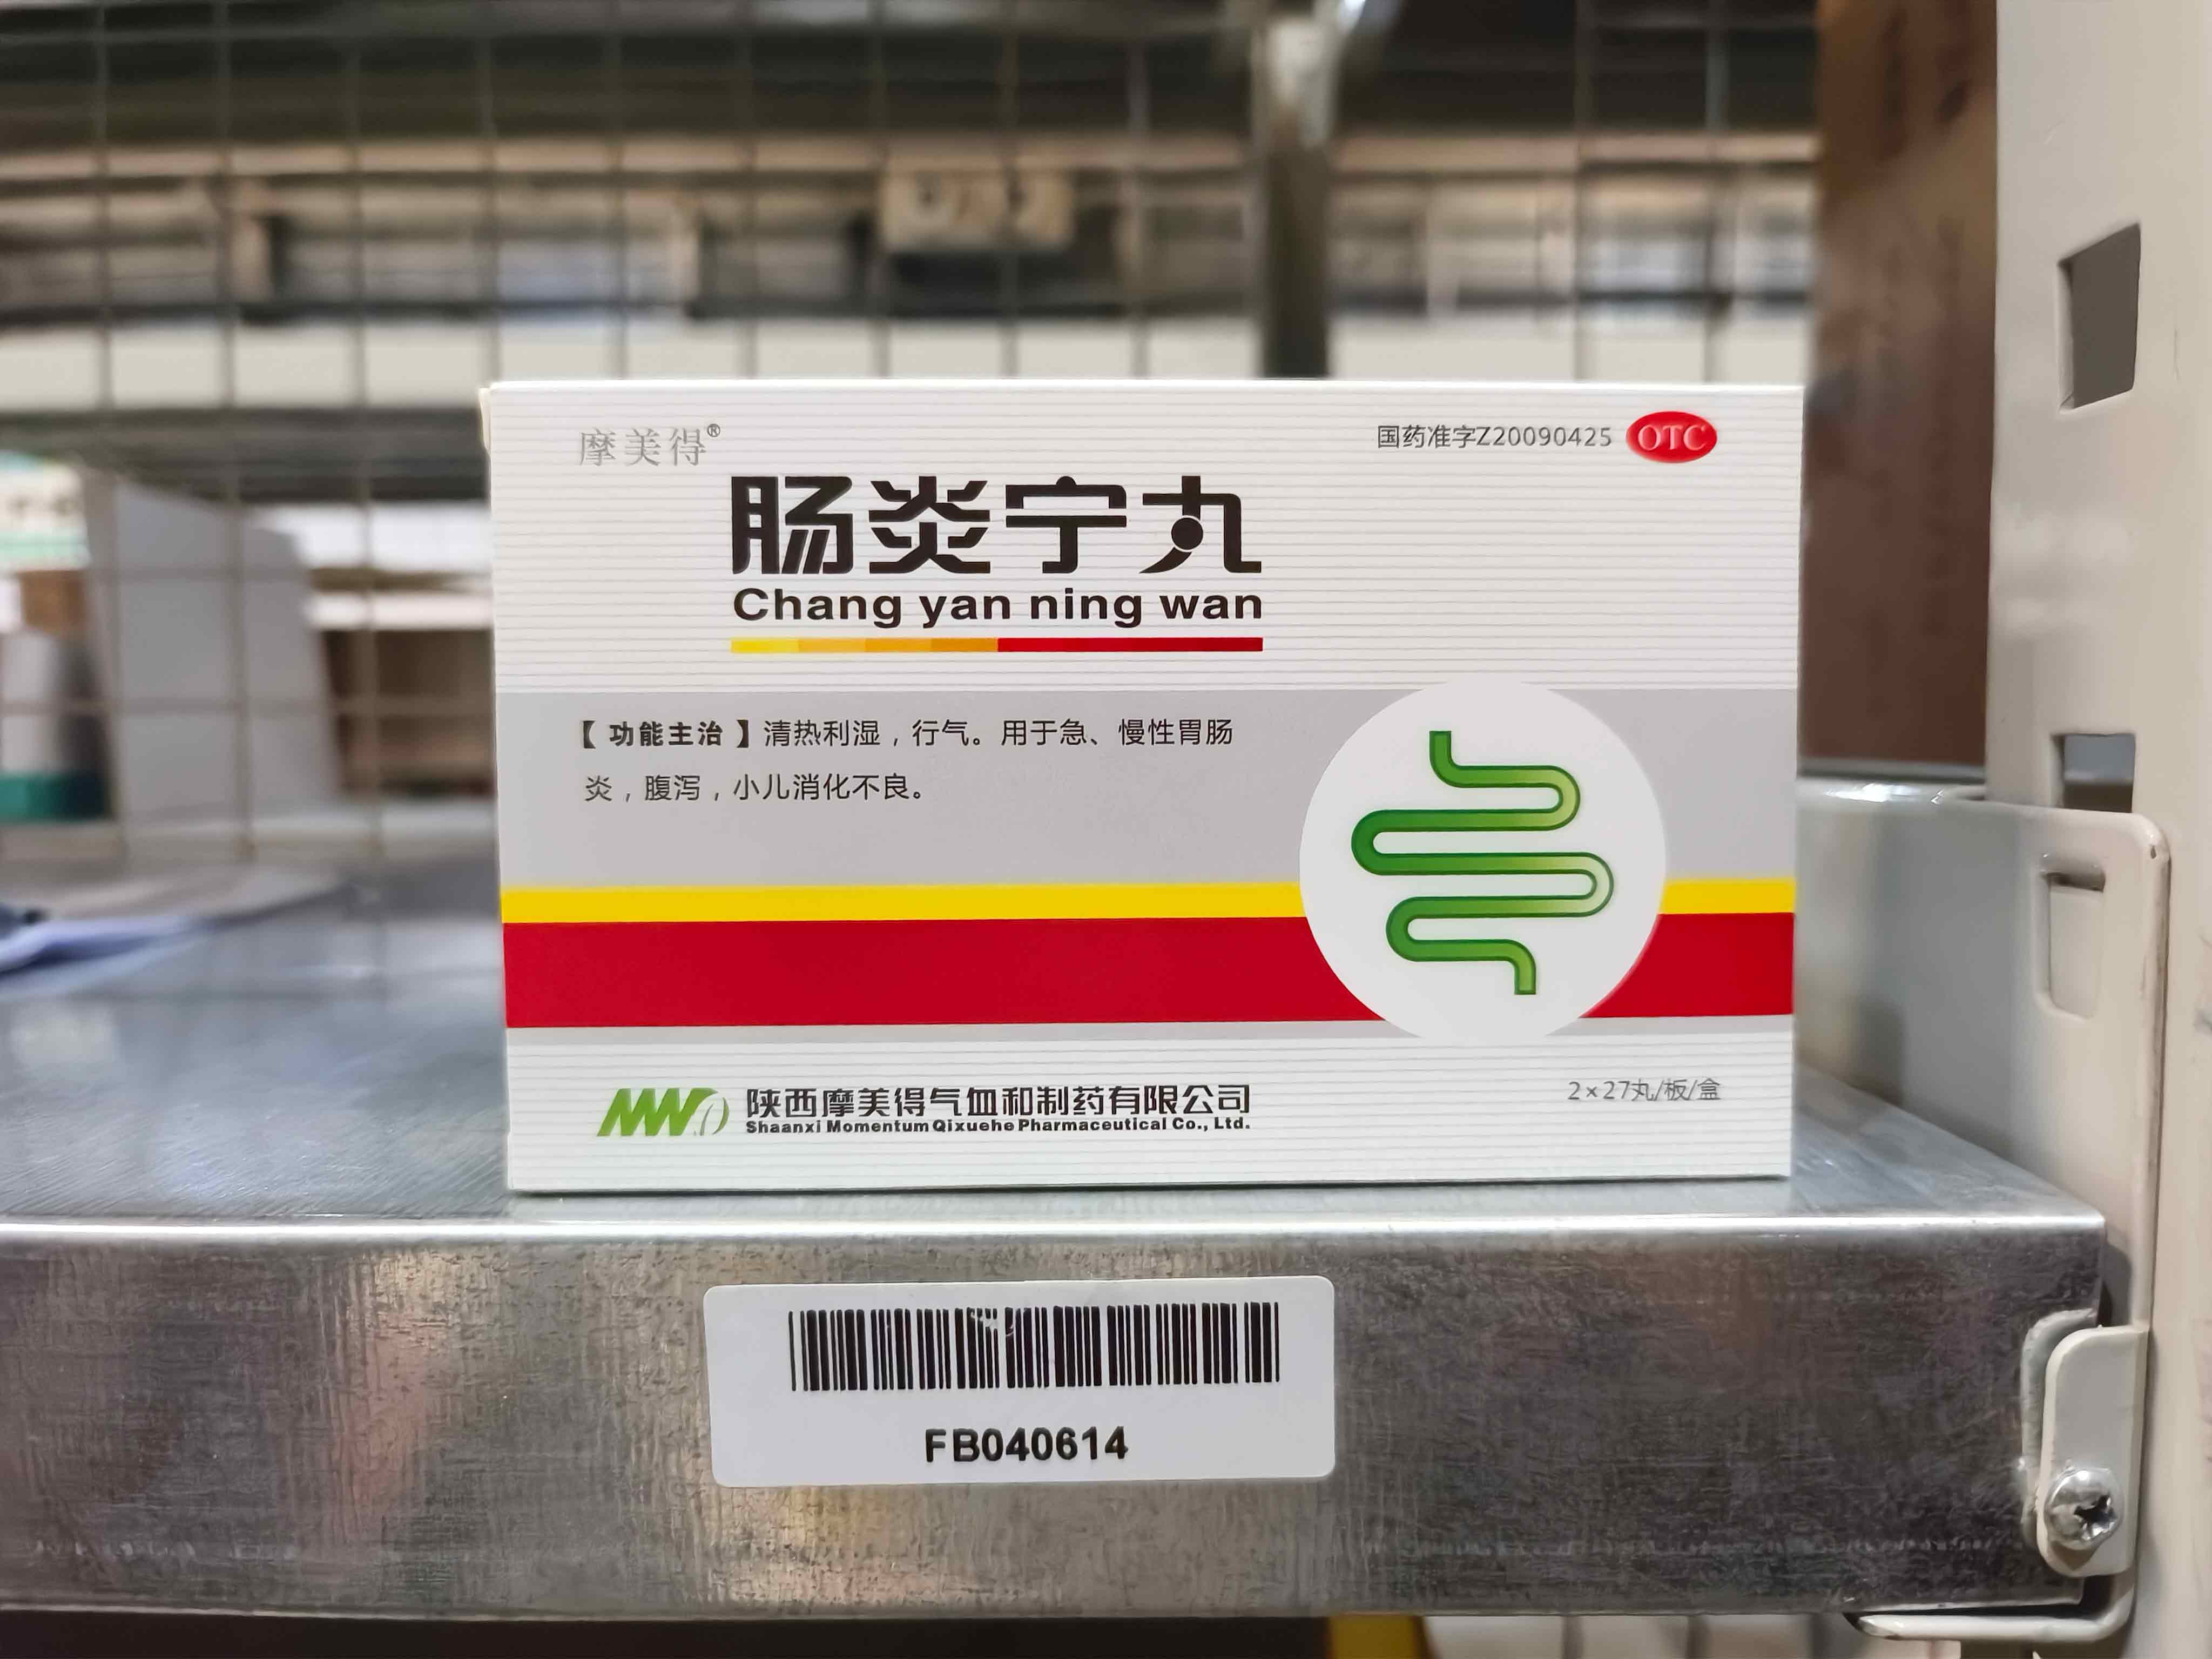 摩美得®
国药准字Z20090425 OTC
肠炎宁丸
Chang yan ning wan
【功能主治】清热利湿，行气。用于急、慢性胃肠
炎，腹泻，小儿消化不良。
陕西摩美得气血和制药有限公司
Shaanxi Momentum Qixuehe Pharmaceutical Co., Ltd.
2×27丸/板/盒
FB040614